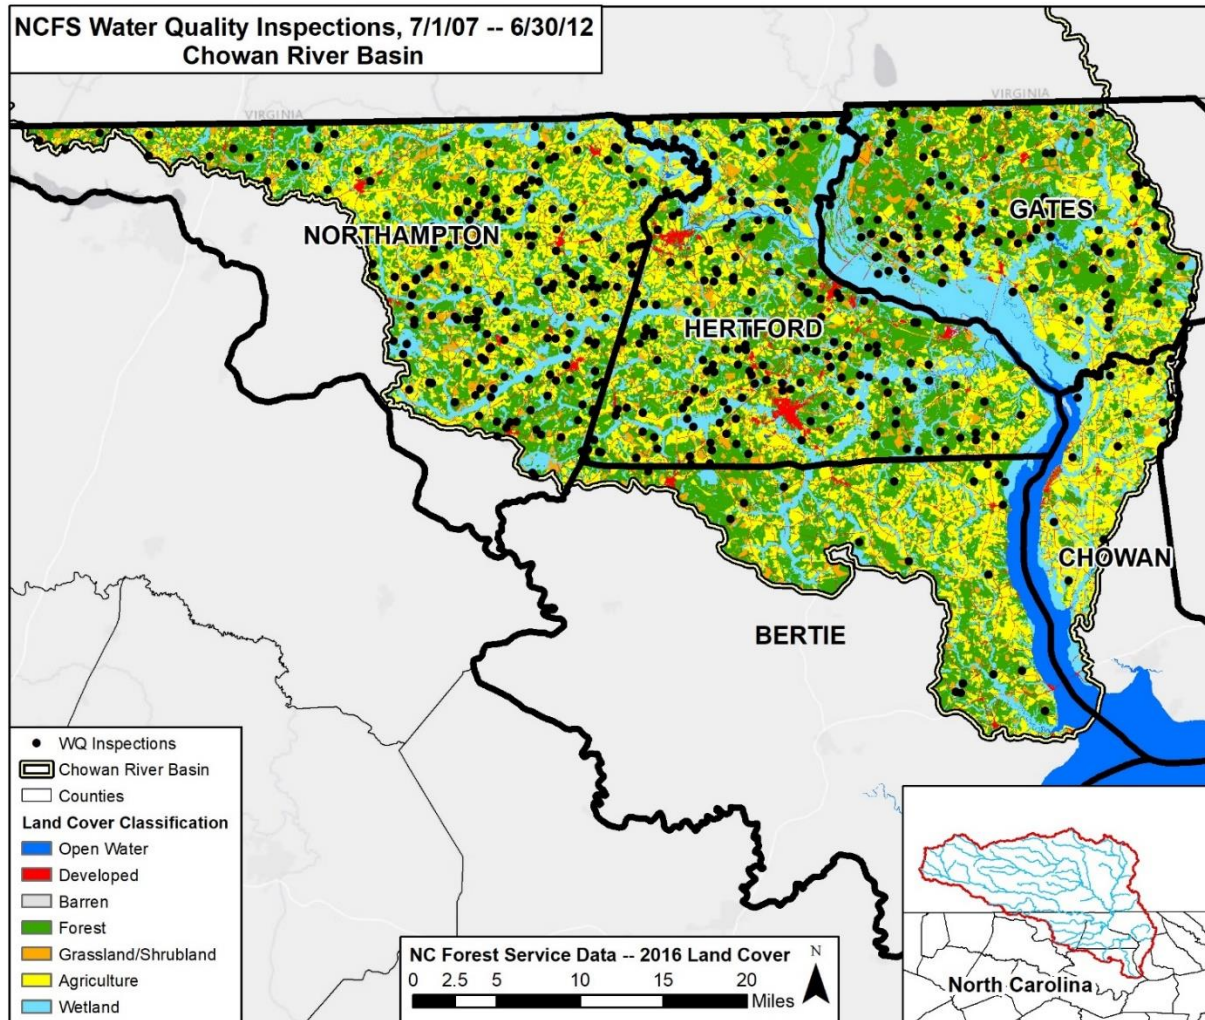 NCFS Water Quality Inspections, 7/1/07 -- 6/30/12
Chowan River Basin
VIRGINIA
VIRGINIA
GATES
NORTHAMPTON
HERTFORD
CHOWAN
BERTIE
WQ Inspections
Chowan River Basin
Counties
Land Cover Classification
Open Water
Developed
Barren
Forest
Grassland/Shrubland
Agriculture
Wetland
NC Forest Service Data -- 2016 Land Cover
N
0 2.5 5 10 15 20
Miles
North Carolina